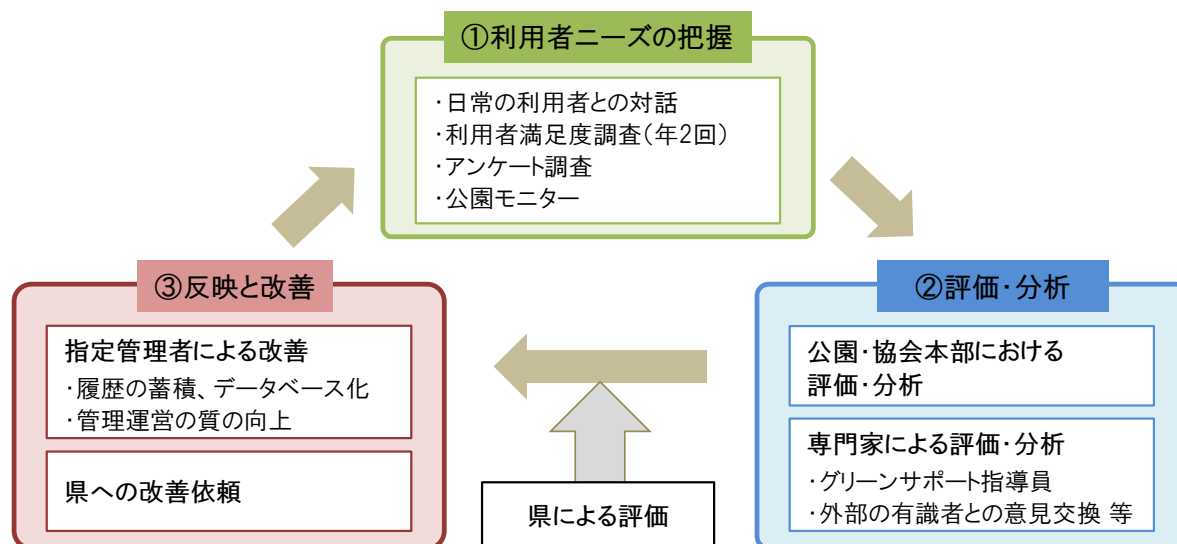 ①利用者ニーズの把握
・日常の利用者との対話
・利用者満足度調査（年2回）
・アンケート調査
・公園モニター
②評価・分析
公園・協会本部における
評価・分析
専門家による評価・分析
・グリーンサポート指導員
・外部の有識者との意見交換 等
県による評価
③反映と改善
指定管理者による改善
・履歴の蓄積、データベース化
・管理運営の質の向上
県への改善依頼